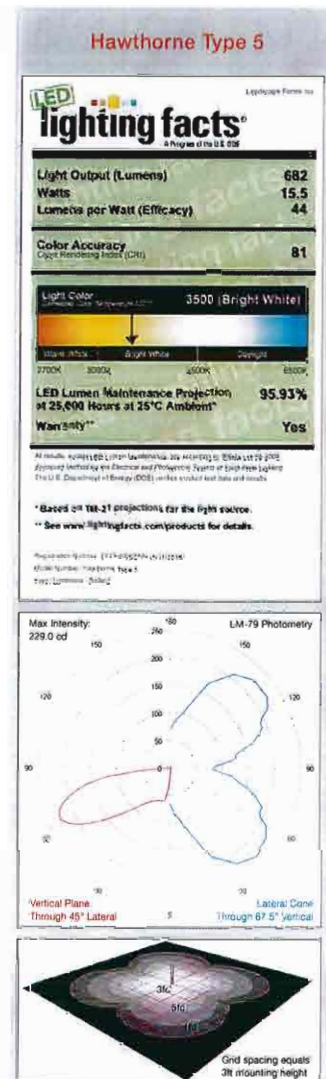 Hawthorne Type 5
LED
lighting facts®
A Program of the U.S. DOE
Light Output (Lumens) 682
Watts 15.5
Lumens per Watt (Efficacy) 44
Color Accuracy 81
Color Rendering Index (CRI)
Light Color 3500 (Bright White)
Warm White Bright White Daylight
2700K 3000K 4500K 6500K
LED Lumen Maintenance Projection 95.93%
at 25,000 Hours at 25°C Ambient*
Warranty** Yes
* Based on TM-21 projections for the light source.
** See www.lightingfacts.com/products for details.
Max Intensity: 180 LM-79 Photometry
229.0 cd 250
150 150
200
120 150 120
100
50
90 0 90
60 60
Vertical Plane Lateral Cone
Through 45° Lateral Through 67.5° Vertical
3fc
1fc
Grid spacing equals
3ft mounting height